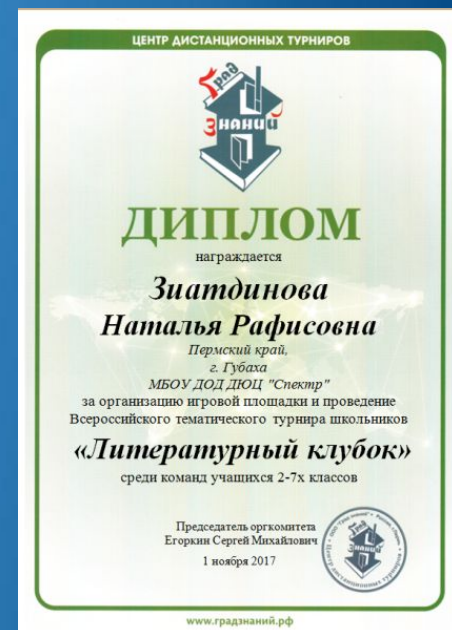 ЦЕНТР ДИСТАНЦИОННЫХ ТУРНИРОВ
Град
Знаний
ДИПЛОМ
награждается
Зиатдинова
Наталья Рафисовна
Пермский край,
г. Губаха
МБОУ ДОД ДЮЦ "Спектр"
за организацию игровой площадки и проведение
Всероссийского тематического турнира школьников
«Литературный клубок»
среди команд учащихся 2-7х классов
Председатель оргкомитета
Егоркин Сергей Михайлович
1 ноября 2017
www.градзнаний.рф